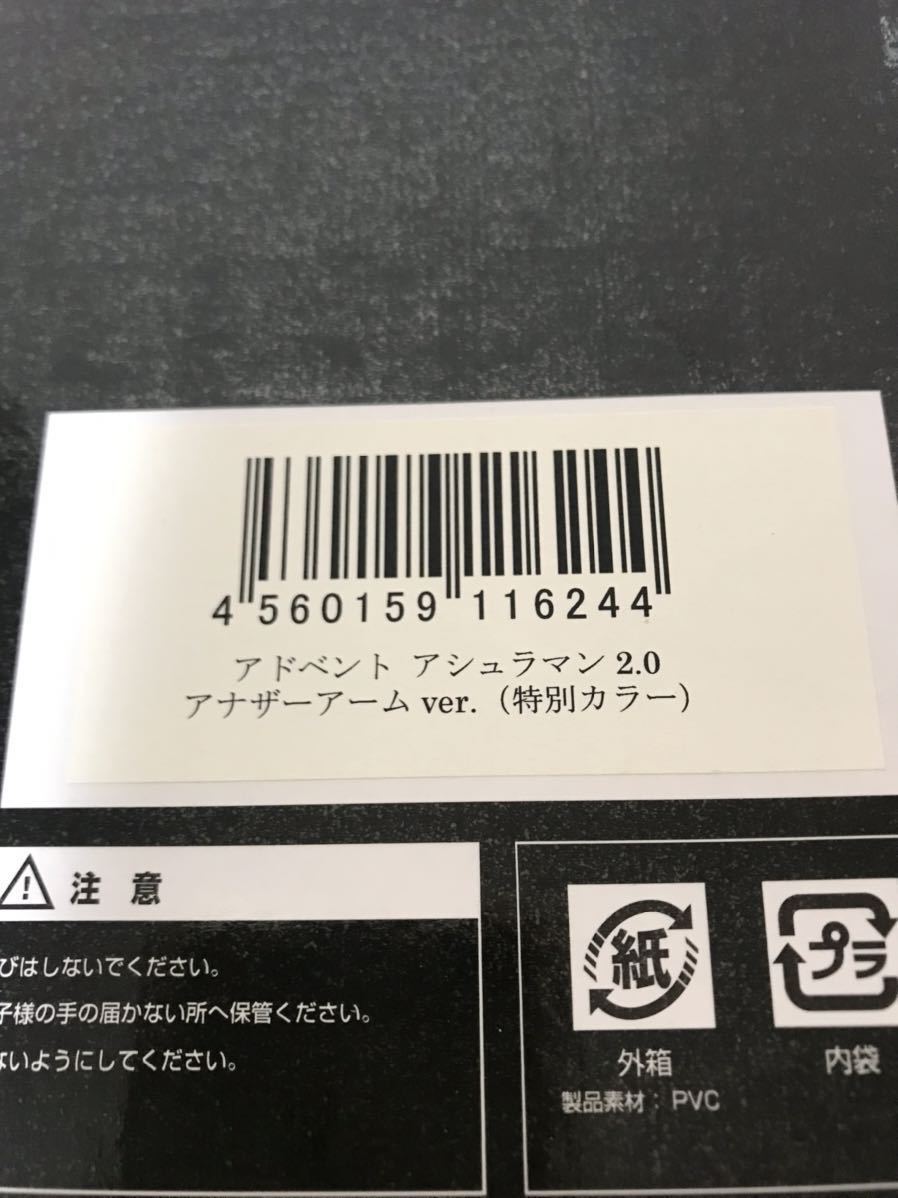 4 560159 116244
アドベント アシュラマン 2.0
アナザーアーム ver.（特別カラー）
注 意
びはしないでください。
子様の手の届かない所へ保管ください。
ないようにしてください。
紙
外箱
プラ
内袋
製品素材： PVC